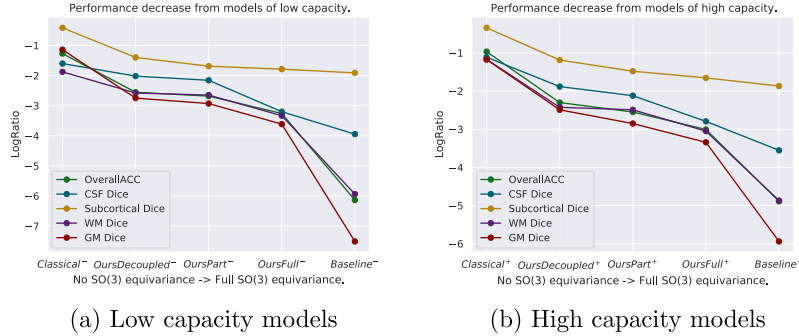 Performance decrease from models of low capacity.
LogRatio
−1
−2
−3
−4
−5
−6
−7
OverallACC
CSF Dice
Subcortical Dice
WM Dice
GM Dice
Classical⁻ OursDecoupled⁻ OursPart⁻ OursFull⁻ Baseline⁻
No SO(3) equivariance -> Full SO(3) equivariance.
(a) Low capacity models
Performance decrease from models of high capacity.
LogRatio
−1
−2
−3
−4
−5
−6
OverallACC
CSF Dice
Subcortical Dice
WM Dice
GM Dice
Classical⁺ OursDecoupled⁺ OursPart⁺ OursFull⁺ Baseline⁺
No SO(3) equivariance -> Full SO(3) equivariance.
(b) High capacity models